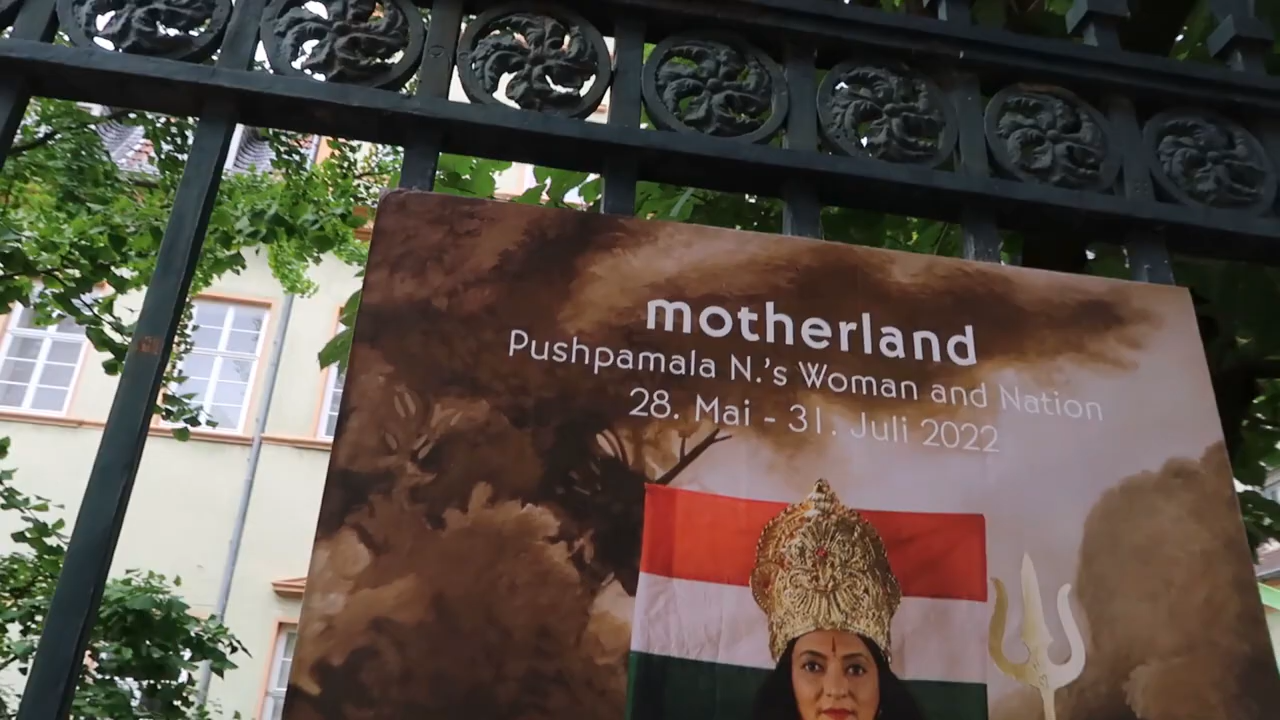 motherland
Pushpamala N.'s Woman and Nation
28. Mai - 31. Juli 2022